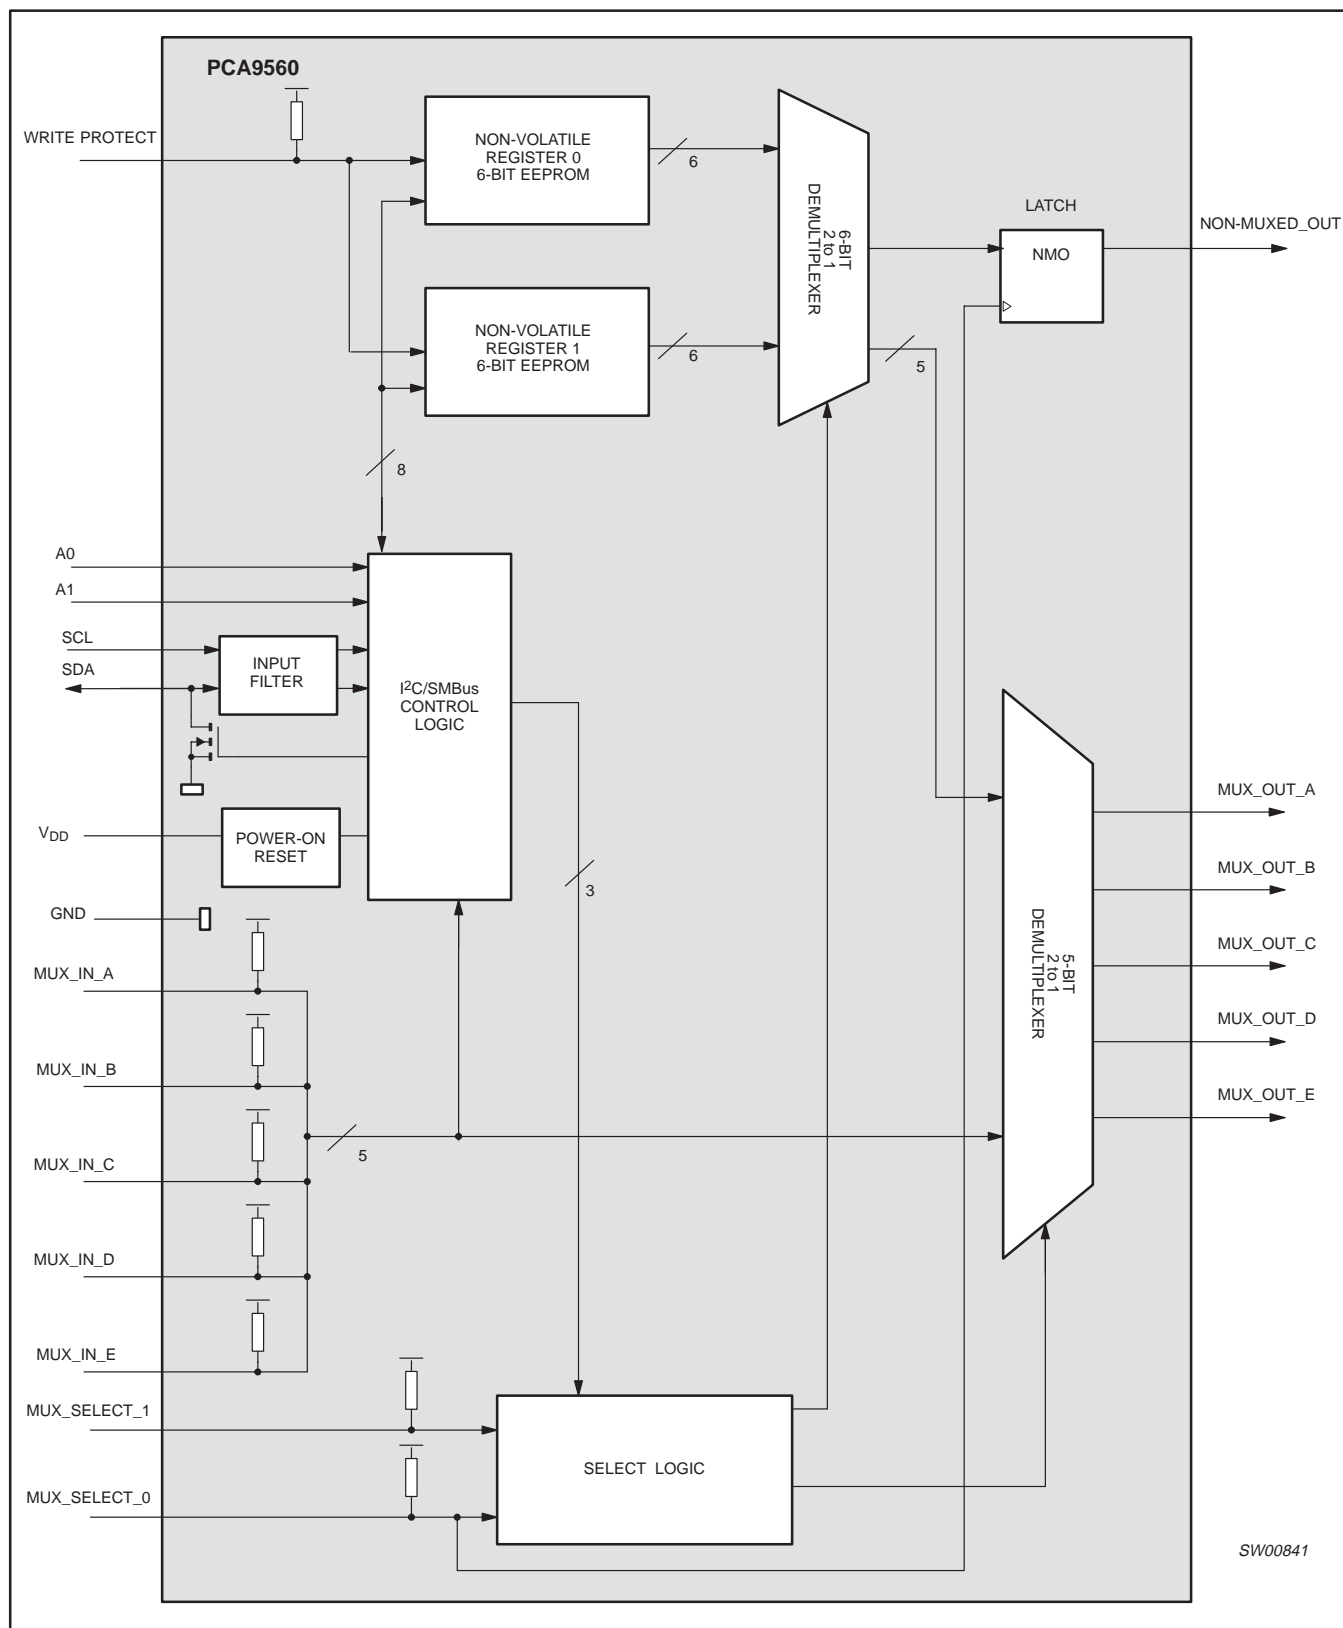 PCA9560
WRITE PROTECT
NON-VOLATILE
REGISTER 0
6-BIT EEPROM
6
6-BIT
2 to 1
DEMULTIPLEXER
LATCH
NMO
NON-MUXED_OUT
NON-VOLATILE
REGISTER 1
6-BIT EEPROM
6
5
8
A0
A1
SCL
SDA
INPUT
FILTER
I2C/SMBus
CONTROL
LOGIC
VDD
POWER-ON
RESET
3
GND
MUX_IN_A
MUX_IN_B
MUX_IN_C
MUX_IN_D
MUX_IN_E
5
5-BIT
2 to 1
DEMULTIPLEXER
MUX_OUT_A
MUX_OUT_B
MUX_OUT_C
MUX_OUT_D
MUX_OUT_E
MUX_SELECT_1
MUX_SELECT_0
SELECT LOGIC
SW00841